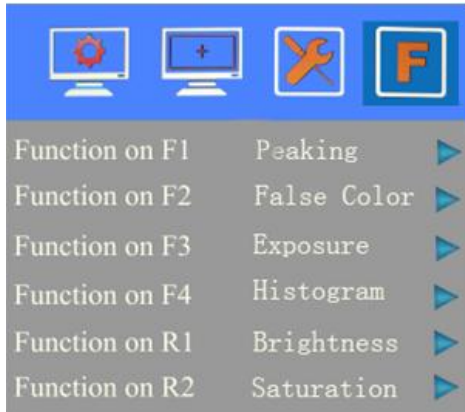 F
Function on F1 Peaking
Function on F2 False Color
Function on F3 Exposure
Function on F4 Histogram
Function on R1 Brightness
Function on R2 Saturation